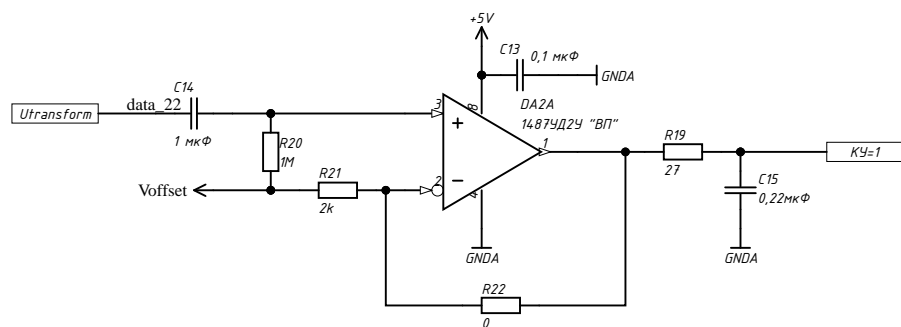 +5V
C13
0,1 мкФ
GNDA
C14
Utransform
data_22
1 мкФ
3
8
DA2A
1487УД2У "ВП"
+
R20
1М
1
R19
27
КУ=1
Voffset
R21
2k
2
−
4
C15
0,22мкФ
GNDA
GNDA
R22
0